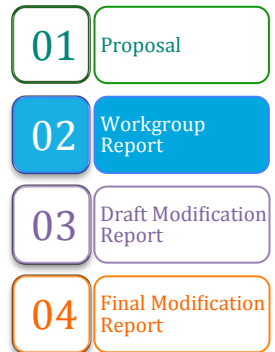 01
Proposal
02
Workgroup
Report
03
Draft Modification
Report
04
Final Modification
Report